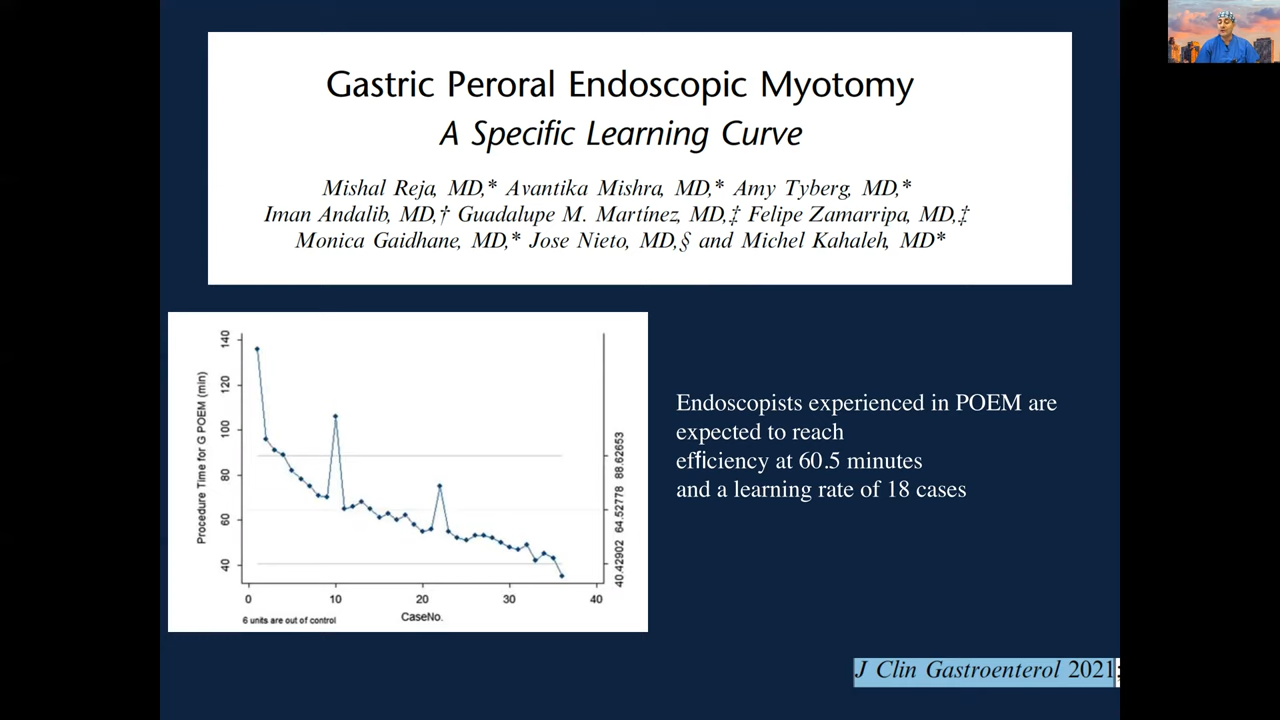 Gastric Peroral Endoscopic Myotomy
A Specific Learning Curve
Mishal Reja, MD,* Avantika Mishra, MD,* Amy Tyberg, MD,*
Iman Andalib, MD,† Guadalupe M. Martínez, MD,‡ Felipe Zamarripa, MD,‡
Monica Gaidhane, MD,* Jose Nieto, MD,§ and Michel Kahaleh, MD*
Procedure Time for G POEM (min)
140
120
100
80
60
40
0
10
20
30
40
CaseNo.
6 units are out of control
88.62653
64.52778
40.42902
Endoscopists experienced in POEM are
expected to reach
efficiency at 60.5 minutes
and a learning rate of 18 cases
J Clin Gastroenterol 2021;